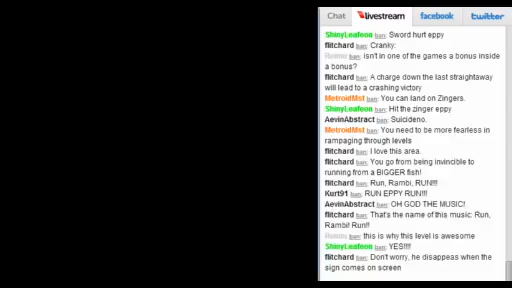 Chat livestream facebook twitter
ShinyLeafeon ban: Sword hurt eppy
flitchard ban: Cranky:
Reimu ban: isn't in one of the games a bonus inside
a bonus?
flitchard ban: A charge down the last straightaway
will lead to a crashing victory
MetroidMst ban: You can land on Zingers.
ShinyLeafeon ban: Hit the zinger eppy
AevinAbstract ban: Suicideno.
MetroidMst ban: You need to be more fearless in
rampaging through levels
flitchard ban: I love this area.
flitchard ban: You go from being invincible to
running from a BIGGER fish!
flitchard ban: Run, Rambi, RUN!!!
Kurt91 ban: RUN EPPY RUN!!!
AevinAbstract ban: OH GOD THE MUSIC!
flitchard ban: That's the name of this music: Run,
Rambi! Run!!
ban: this is why this level is awesome
ShinyLeafeon ban: YES!!!!
flitchard ban: Don't worry, he disappeas when the
sign comes on screen